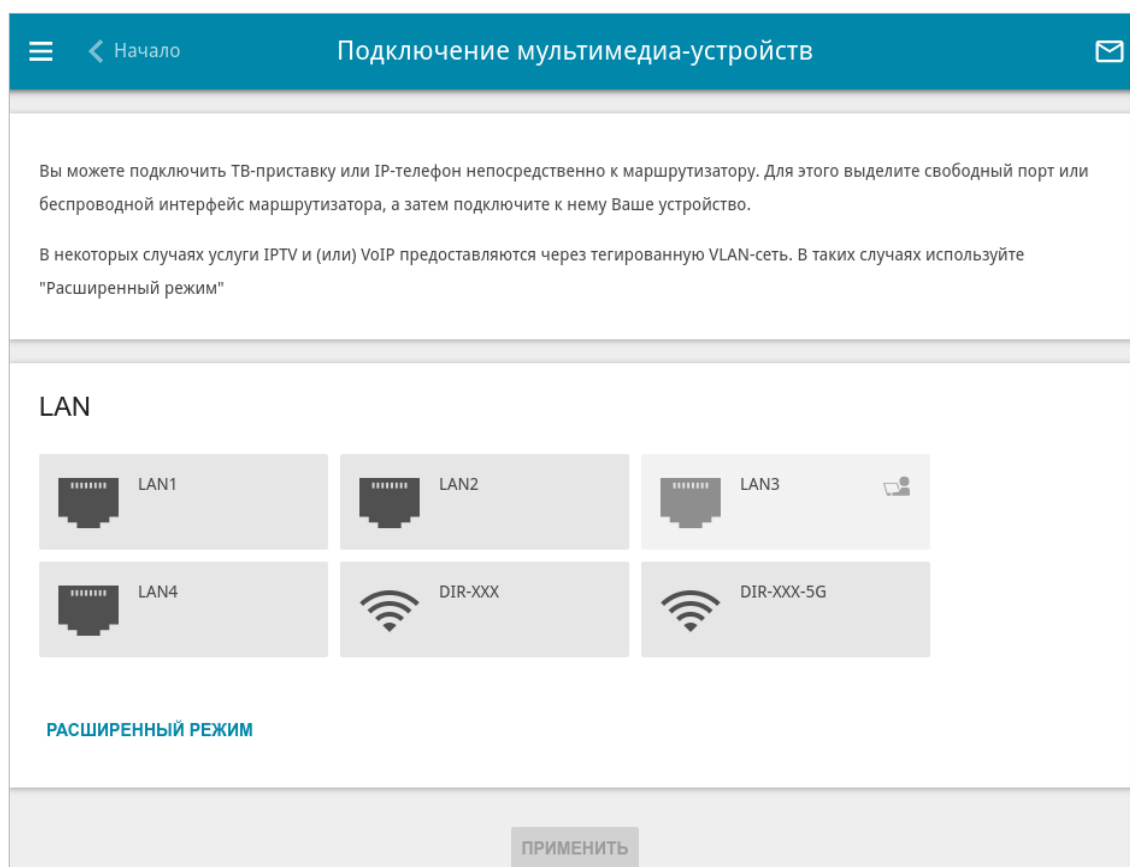 Начало
Подключение мультимедиа-устройств
Вы можете подключить ТВ-приставку или IP-телефон непосредственно к маршрутизатору. Для этого выделите свободный порт или
беспроводной интерфейс маршрутизатора, а затем подключите к нему Ваше устройство.
В некоторых случаях услуги IPTV и (или) VoIP предоставляются через тегированную VLAN-сеть. В таких случаях используйте
"Расширенный режим"
LAN
LAN1
LAN2
LAN3
LAN4
DIR-XXX
DIR-XXX-5G
РАСШИРЕННЫЙ РЕЖИМ
ПРИМЕНИТЬ